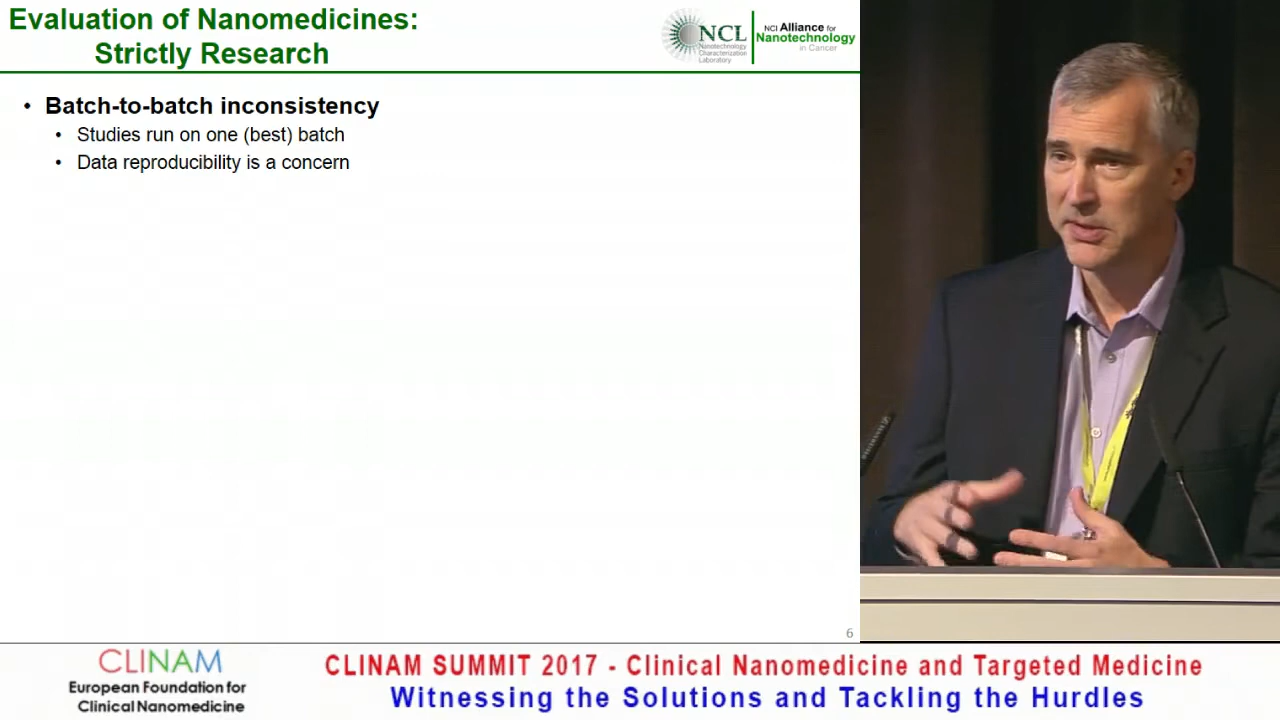 Evaluation of Nanomedicines:
Strictly Research
NCL
Nanotechnology
Characterization
Laboratory
NCI Alliance for
Nanotechnology
in Cancer
• Batch-to-batch inconsistency
• Studies run on one (best) batch
• Data reproducibility is a concern
6
CLINAM
European Foundation for
Clinical Nanomedicine
CLINAM SUMMIT 2017 - Clinical Nanomedicine and Targeted Medicine
Witnessing the Solutions and Tackling the Hurdles